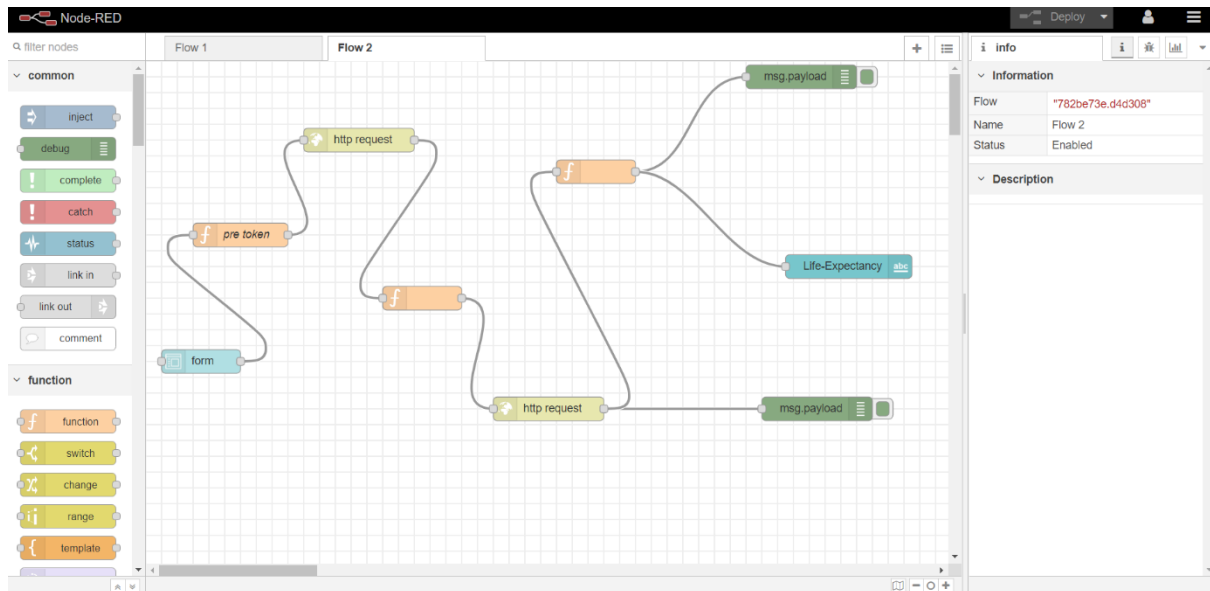 Node-RED
Deploy
filter nodes
Flow 1
Flow 2
i info
i
common
inject
debug
complete
catch
status
link in
link out
comment
function
function
switch
change
range
template
msg.payload
http request
f
pre token
f
Life-Expectancy abc
f
form
http request
msg.payload
Information
Flow "782be73e.d4d308"
Name Flow 2
Status Enabled
Description